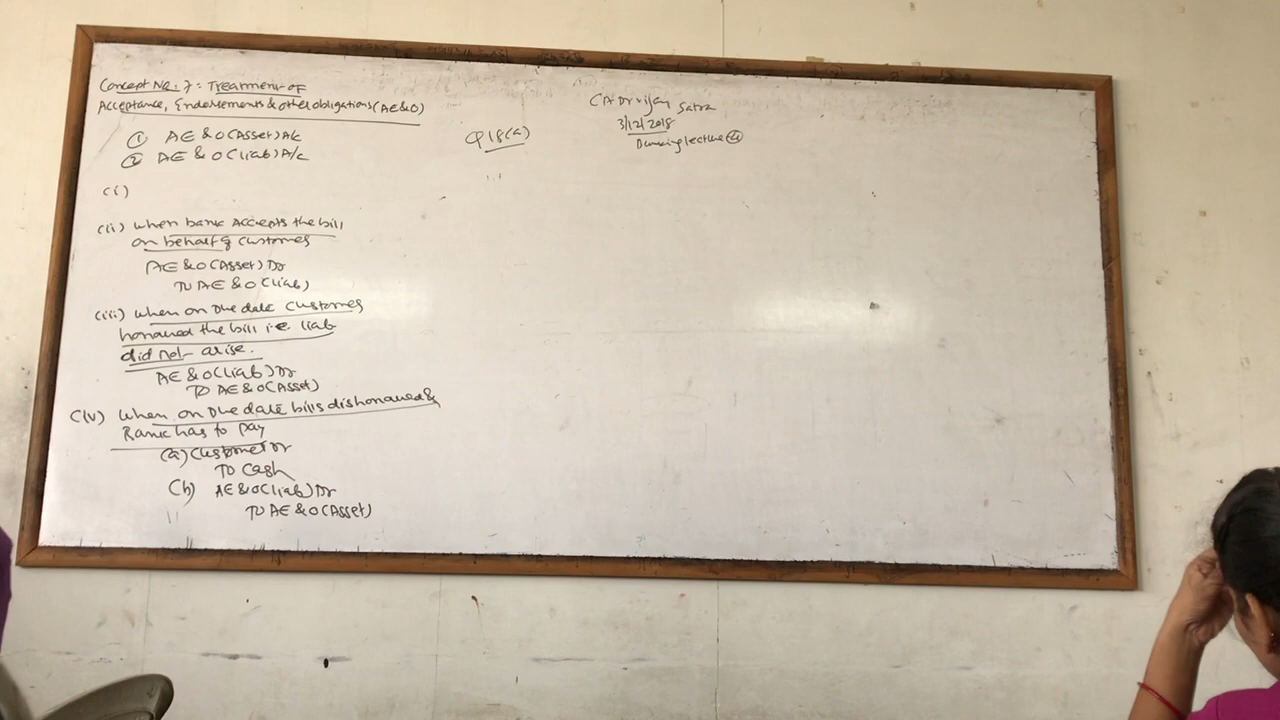 Concept No. 7: Treatment of
Acceptance, Endorsements & other obligations (AE&O)
① AE & O (Asset) A/c
② AE & O (Liab) A/c
(i)
(ii) When bank Accepts the bill
on behalf of customer
AE & O (Asset) Dr
To AE & O (Liab)
(iii) When on Due date customer
honoured the bill i.e. liab
did not arise.
AE & O (Liab) Dr
To AE & O (Asset)
(iv) When on Due date bills dishonoured &
Bank has to pay
(a) Customer Dr
To Cash
(b) AE & O (Liab) Dr
To AE & O (Asset)
Q18(a)
CA Dr Vijay Satra
3/12/2018
Banking lecture